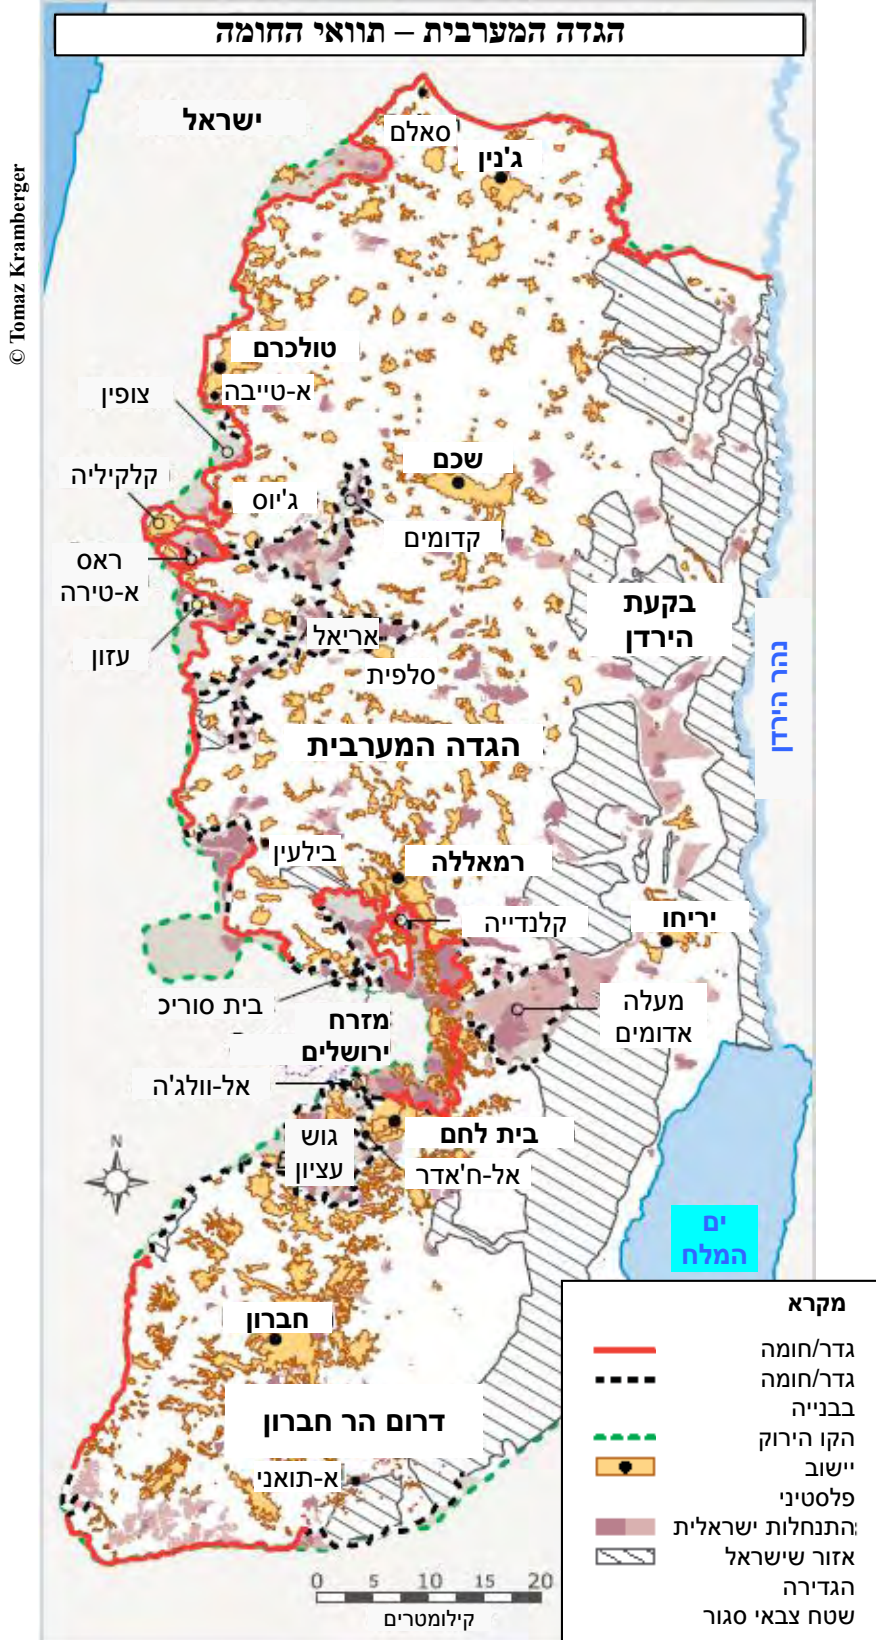 הגדה המערבית – תוואי החומה
© Tomaz Kramberger
ישראל
סאלם
ג'נין
טולכרם
א-טייבה
צופין
שכם
קלקיליה
ג'יוס
קדומים
ראס
א-טירה
בקעת
הירדן
עזון
אריאל
נהר הירדן
סלפית
הגדה המערבית
בילעין
רמאללה
קלנדייה
יריחו
בית סוריכ
מעלה
אדומים
מזרח
ירושלים
אל-וולג'ה
בית לחם
גוש
עציון
אל-ח'אדר
N
ים
המלח
חברון
דרום הר חברון
א-תואני
מקרא
גדר/חומה
גדר/חומה
בבנייה
הקו הירוק
יישוב
פלסטיני
התנחלות ישראלית
אזור שישראל
הגדירה
שטח צבאי סגור
0 5 10 15 20
קילומטרים